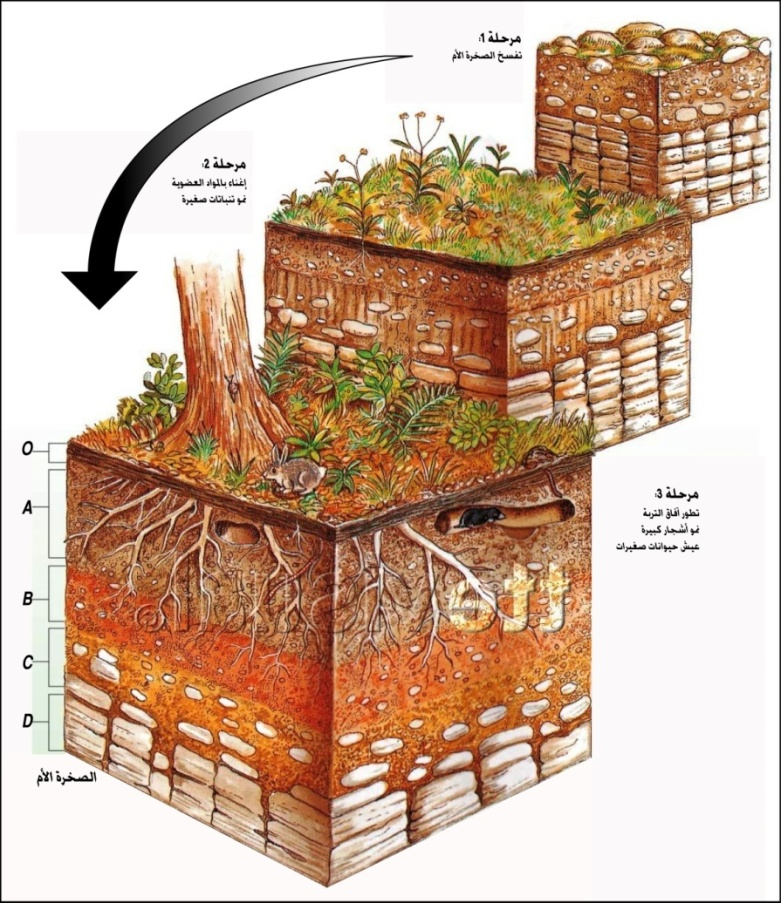 مرحلة 1:
تفسخ الصخرة الأم
مرحلة 2:
إغناء بالمواد العضوية
نمو نباتات صغيرة
مرحلة 3:
تطور آفاق التربة
نمو أشجار كبيرة
عيش حيوانات صغيرات
O
A
B
C
D
الصخرة الأم